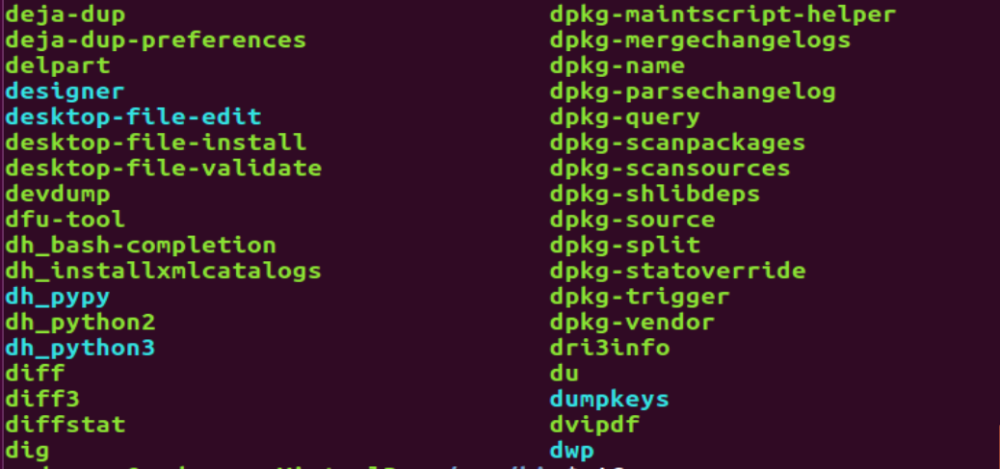 deja-dup dpkg-maintscript-helper
deja-dup-preferences dpkg-mergechangelogs
delpart dpkg-name
designer dpkg-parsechangelog
desktop-file-edit dpkg-query
desktop-file-install dpkg-scanpackages
desktop-file-validate dpkg-scansources
devdump dpkg-shlibdeps
dfu-tool dpkg-source
dh_bash-completion dpkg-split
dh_installxmlcatalogs dpkg-statoverride
dh_pypy dpkg-trigger
dh_python2 dpkg-vendor
dh_python3 dri3info
diff du
diff3 dumpkeys
diffstat dvipdf
dig dwp